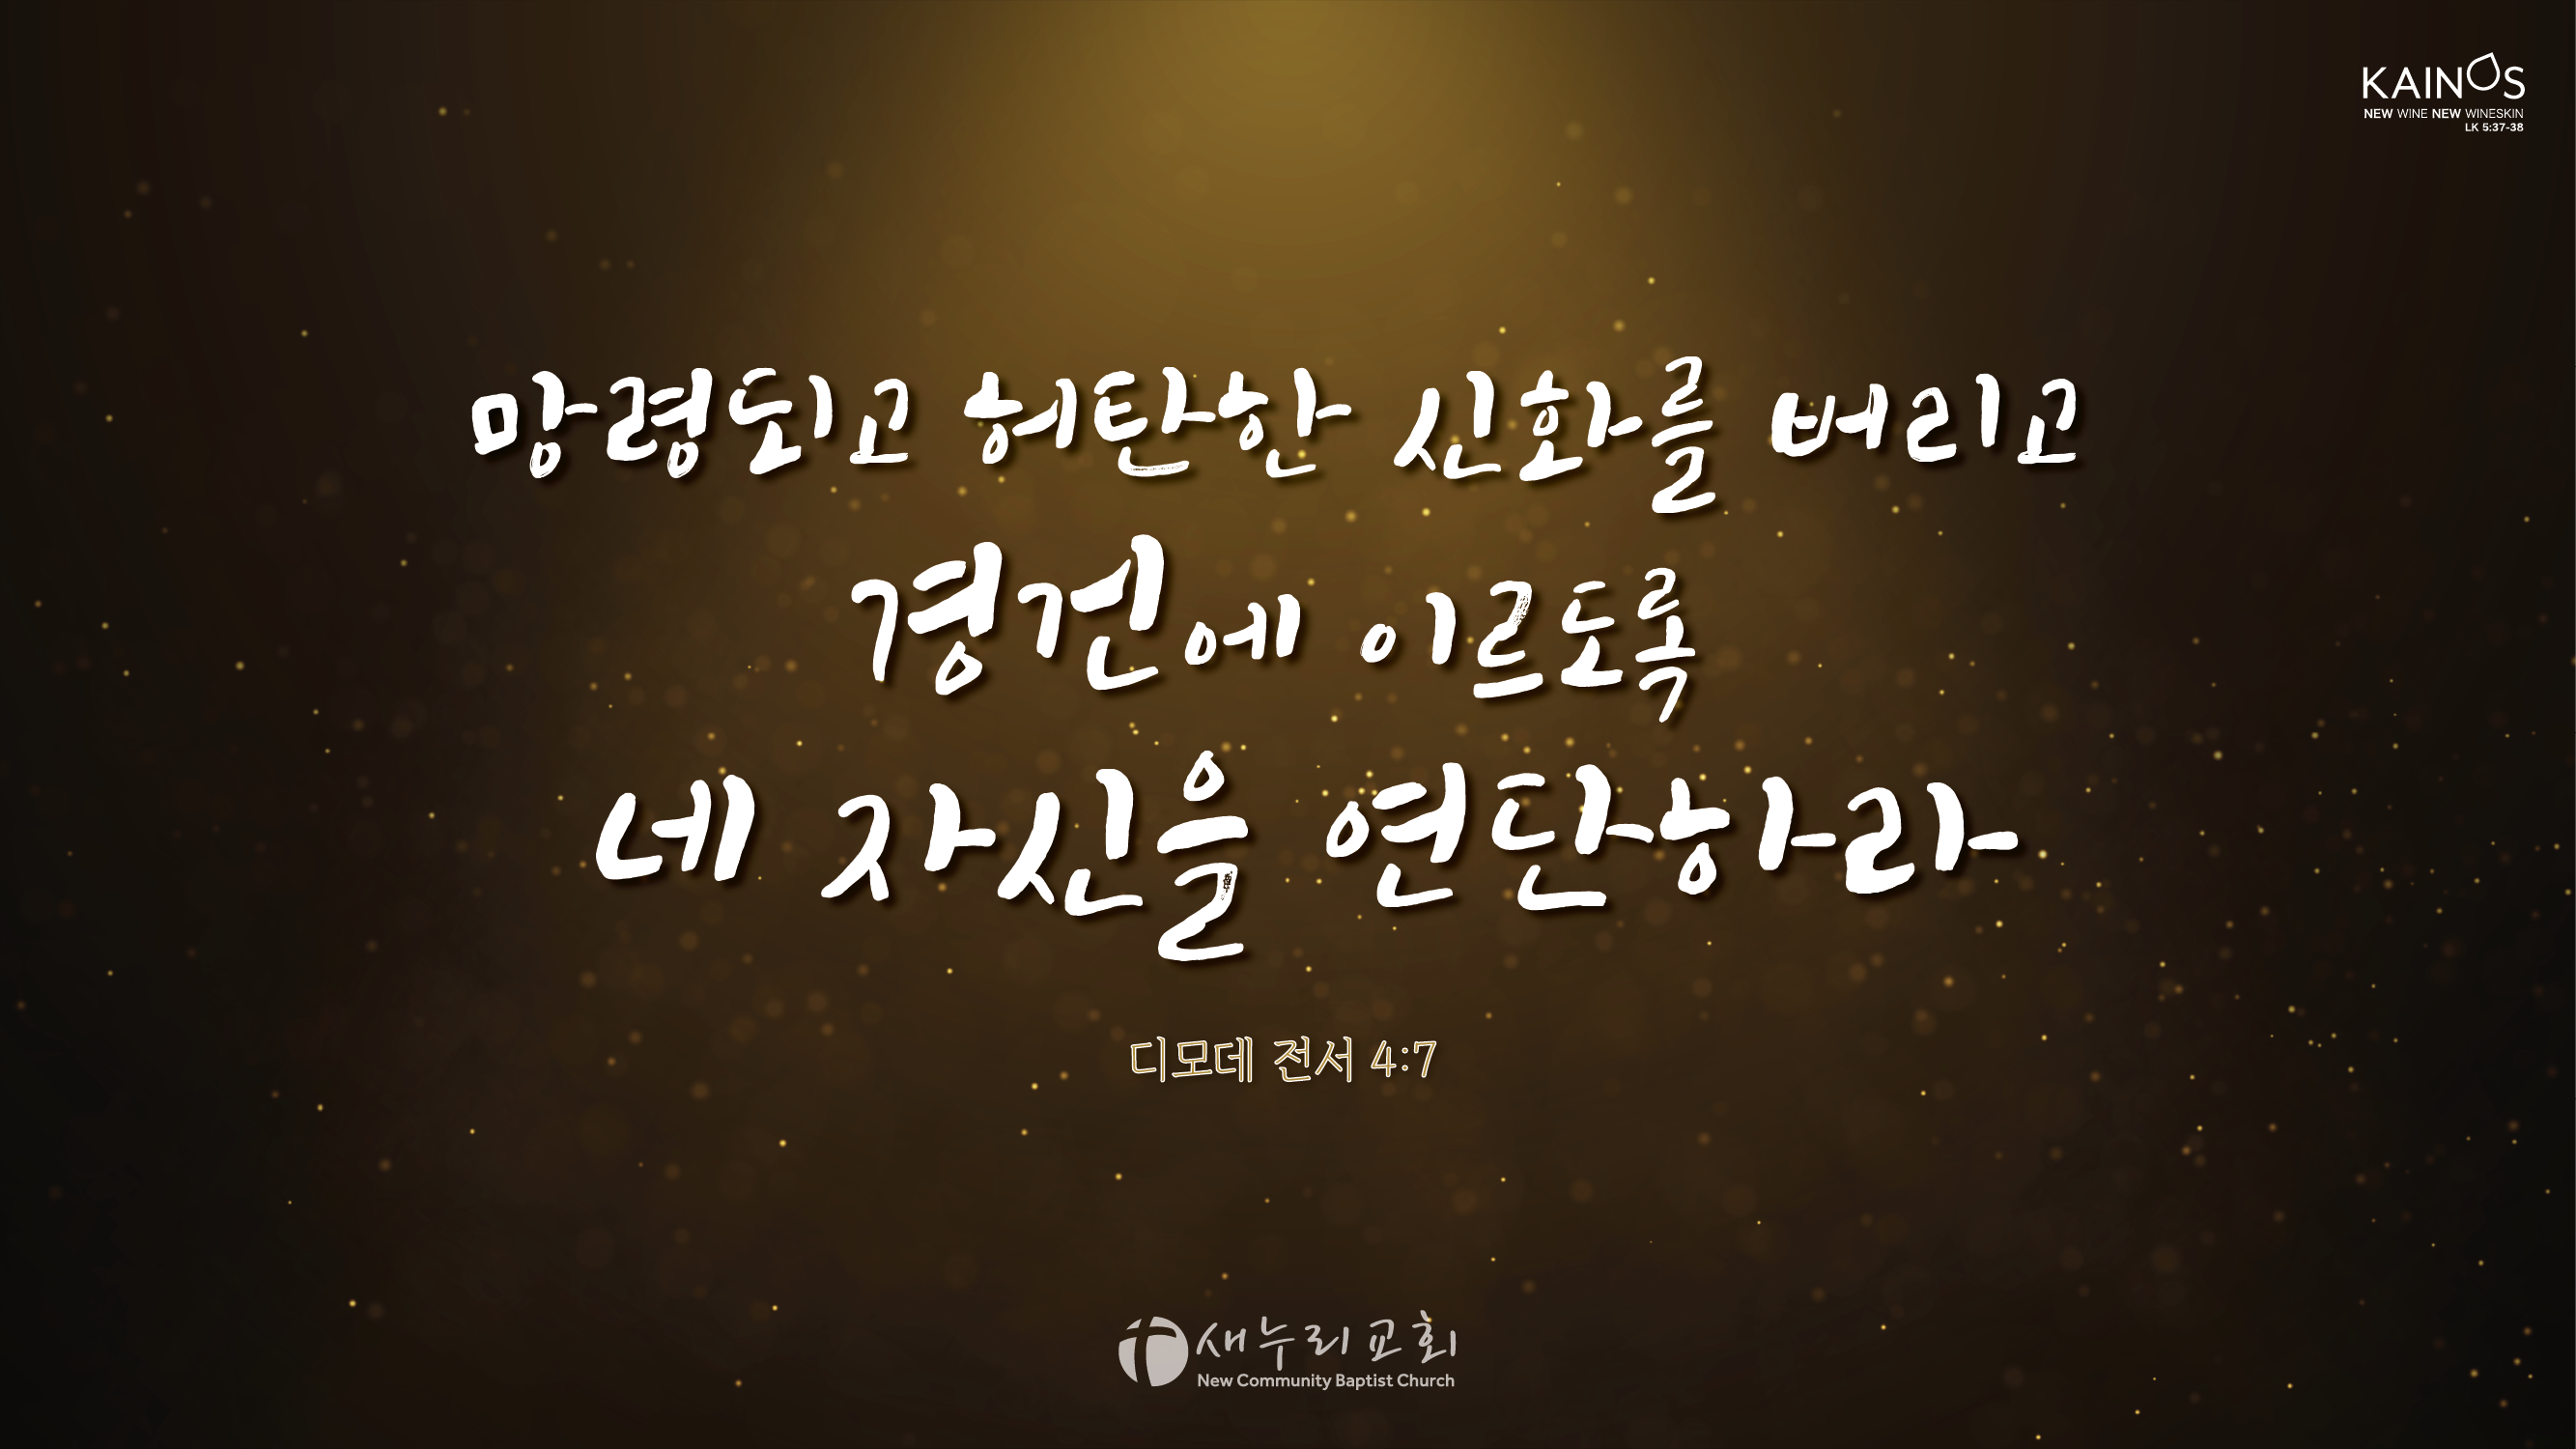 KAINOS
NEW WINE NEW WINESKIN
LK 5:37-38
망령되고 허탄한 신화를 버리고
경건에 이르도록
네 자신을 연단하라
디모데 전서 4:7
새누리교회
New Community Baptist Church